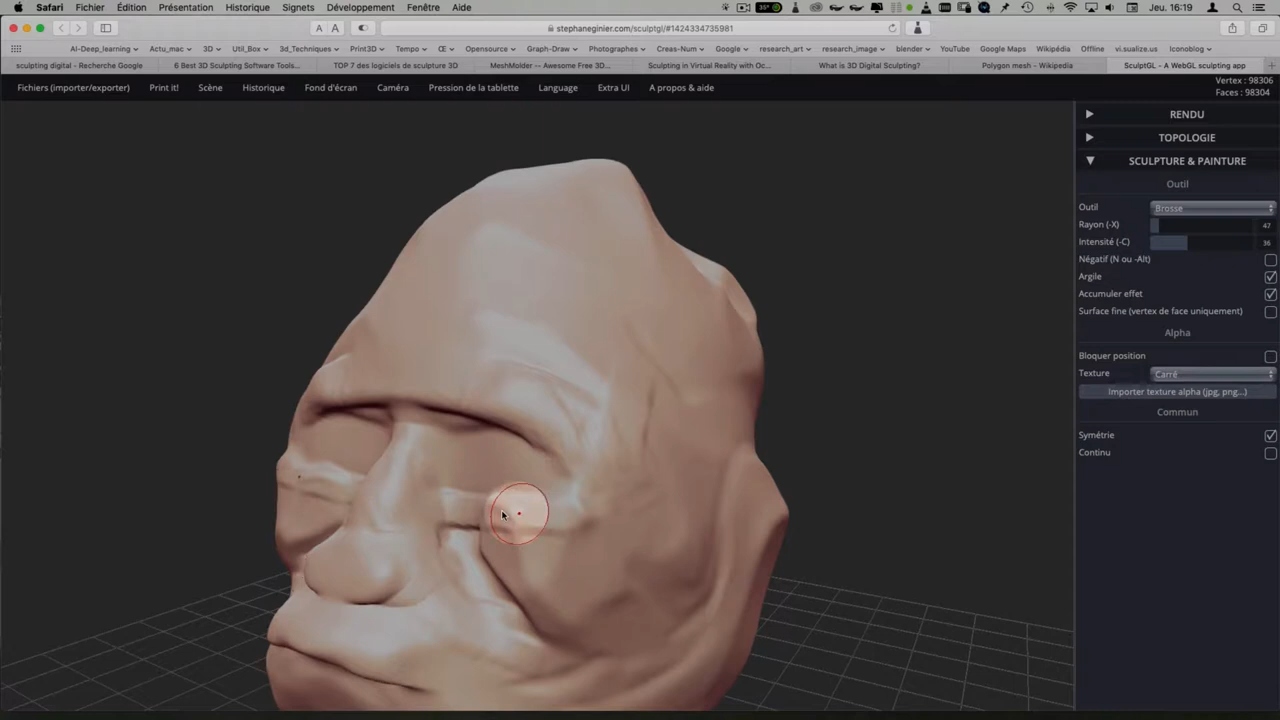 Safari Fichier Édition Présentation Historique Signets Développement Fenêtre Aide 35° Jeu. 16:19
A A stephaneginier.com/sculptgl/#1424334735981
AI-Deep_learning Actu_mac 3D Util_Box 3d_Techniques Print3D Tempo Œ Opensource Graph-Draw Photographes Creas-Num Google research_art research_image blender YouTube Google Maps Wikipédia Offline vi.sualize.us Iconoblog
sculpting digital - Recherche Google 6 Best 3D Sculpting Software Tools... TOP 7 des logiciels de sculpture 3D MeshMolder -- Awesome Free 3D... Sculpting in Virtual Reality with Oc... What is 3D Digital Sculpting? Polygon mesh - Wikipedia SculptGL - A WebGL sculpting app
Fichiers (importer/exporter) Print it! Scène Historique Fond d'écran Caméra Pression de la tablette Language Extra UI A propos & aide
Vertex : 98306
Faces : 98304
RENDU
TOPOLOGIE
SCULPTURE & PAINTURE
Outil
Outil Brosse
Rayon (-X) 47
Intensité (-C) 36
Négatif (N ou -Alt)
Argile
Accumuler effet
Surface fine (vertex de face uniquement)
Alpha
Bloquer position
Texture Carré
Importer texture alpha (jpg, png...)
Commun
Symétrie
Continu